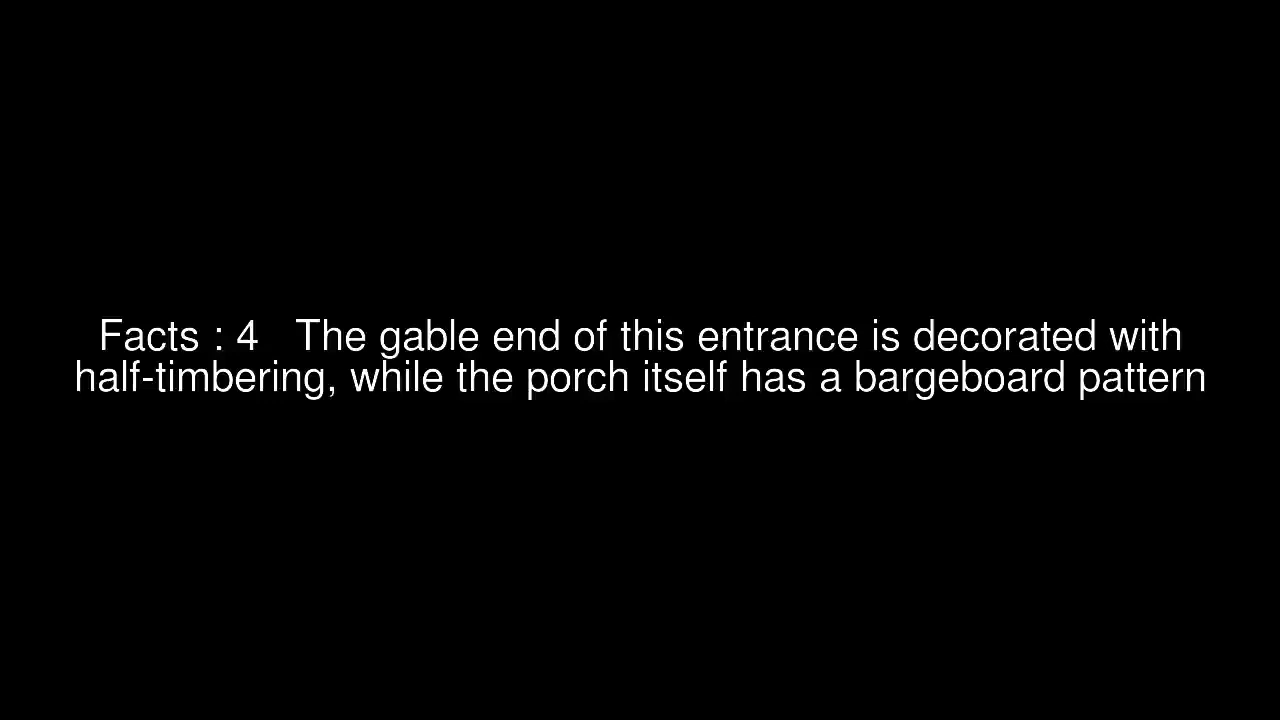 Facts : 4   The gable end of this entrance is decorated with
half-timbering, while the porch itself has a bargeboard pattern